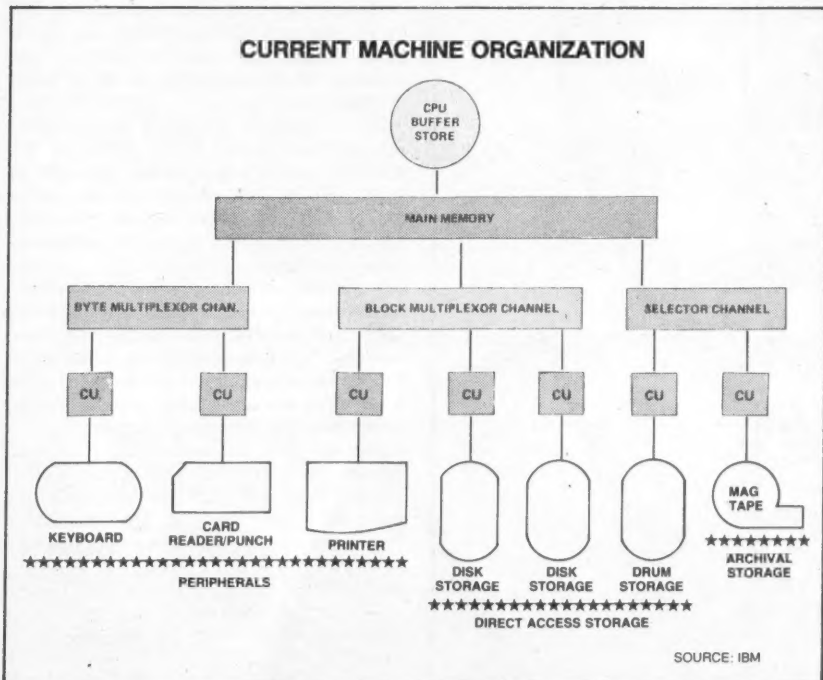 CURRENT MACHINE ORGANIZATION
CPU
BUFFER
STORE
MAIN MEMORY
BYTE MULTIPLEXOR CHAN.
BLOCK MULTIPLEXOR CHANNEL
SELECTOR CHANNEL
CU
CU
CU
CU
CU
CU
CU
KEYBOARD
CARD
READER/PUNCH
PRINTER
DISK
STORAGE
DISK
STORAGE
DRUM
STORAGE
MAG
TAPE
ARCHIVAL
STORAGE
PERIPHERALS
DIRECT ACCESS STORAGE
SOURCE: IBM